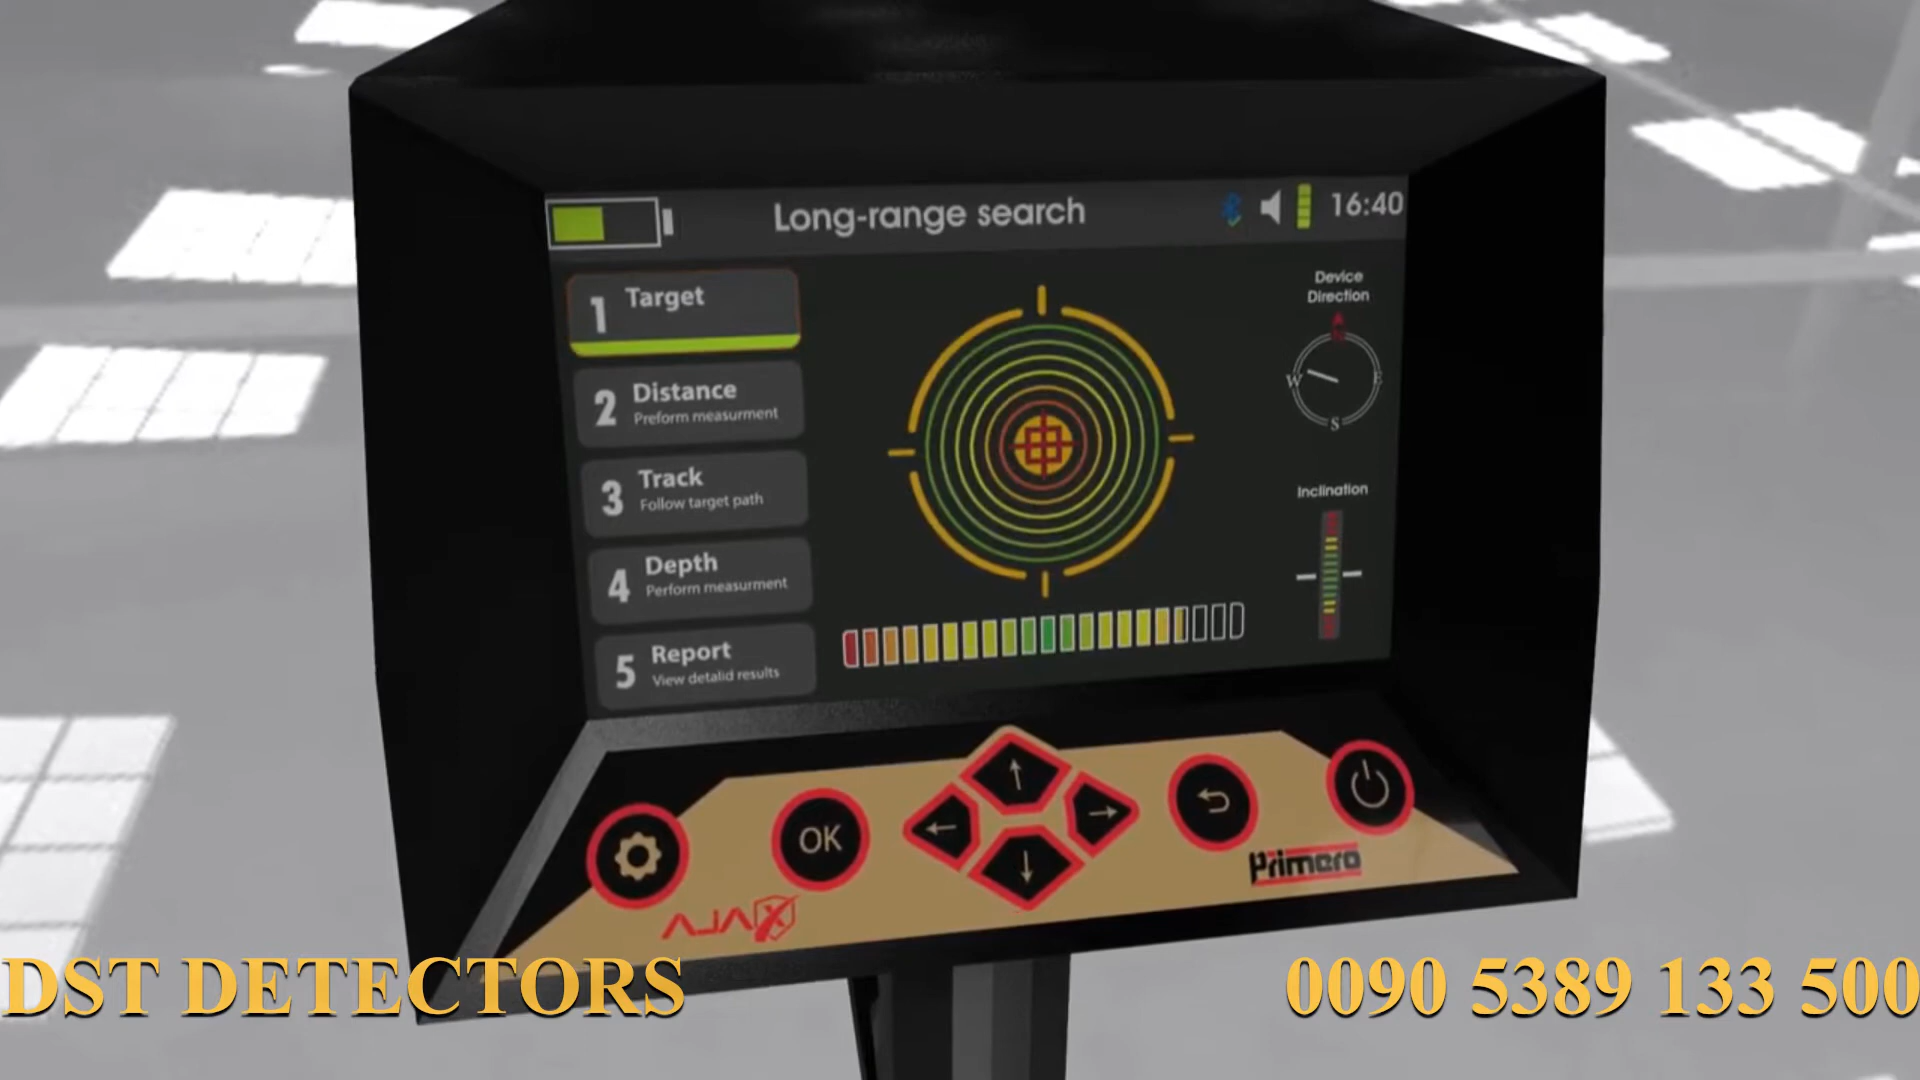 Long-range search
16:40
1 Target
2 Distance
Preform measurment
3 Track
Follow target path
4 Depth
Perform measurment
5 Report
View detalid results
Device
Direction
W
E
S
Inclination
OK
AJAX
Primero
DST DETECTORS
0090 5389 133 500